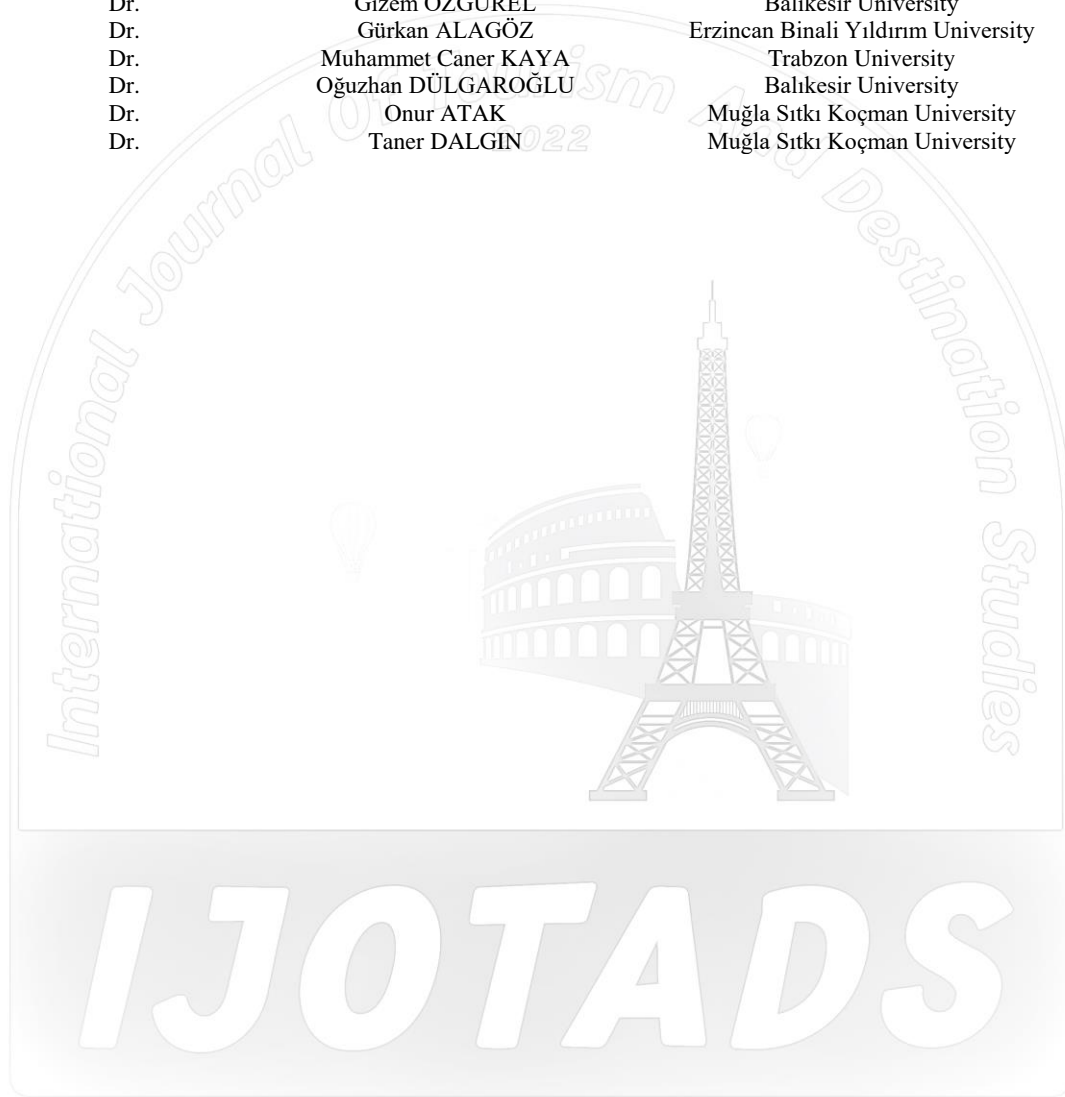 Dr. Gizem ÖZGÜREL Balıkesir University
Dr. Gürkan ALAGÖZ Erzincan Binali Yıldırım University
Dr. Muhammet Caner KAYA Trabzon University
Dr. Oğuzhan DÜLGAROĞLU Balıkesir University
Dr. Onur ATAK Muğla Sıtkı Koçman University
Dr. Taner DALGIN Muğla Sıtkı Koçman University
International Journal Of Tourism And Destination Studies
2022
IJOTADS